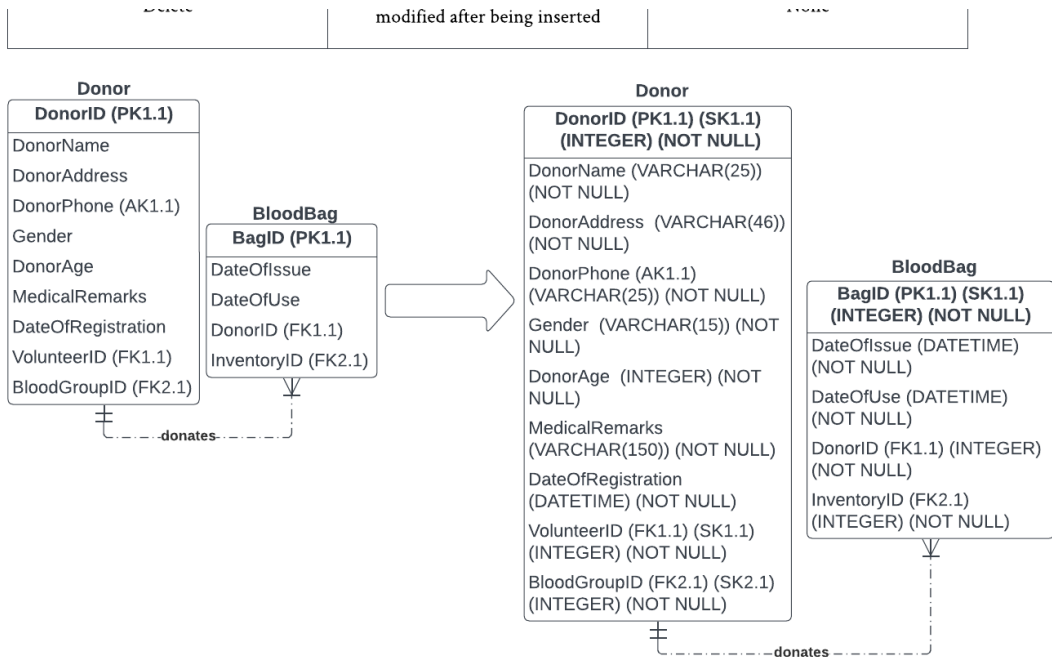 Delete
modified after being inserted
None
Donor
DonorID (PK1.1)
DonorName
DonorAddress
DonorPhone (AK1.1)
Gender
DonorAge
MedicalRemarks
DateOfRegistration
VolunteerID (FK1.1)
BloodGroupID (FK2.1)
BloodBag
BagID (PK1.1)
DateOfIssue
DateOfUse
DonorID (FK1.1)
InventoryID (FK2.1)
donates
Donor
DonorID (PK1.1) (SK1.1)
(INTEGER) (NOT NULL)
DonorName (VARCHAR(25))
(NOT NULL)
DonorAddress (VARCHAR(46))
(NOT NULL)
DonorPhone (AK1.1)
(VARCHAR(25)) (NOT NULL)
Gender (VARCHAR(15)) (NOT
NULL)
DonorAge (INTEGER) (NOT
NULL)
MedicalRemarks
(VARCHAR(150)) (NOT NULL)
DateOfRegistration
(DATETIME) (NOT NULL)
VolunteerID (FK1.1) (SK1.1)
(INTEGER) (NOT NULL)
BloodGroupID (FK2.1) (SK2.1)
(INTEGER) (NOT NULL)
BloodBag
BagID (PK1.1) (SK1.1)
(INTEGER) (NOT NULL)
DateOfIssue (DATETIME)
(NOT NULL)
DateOfUse (DATETIME)
(NOT NULL)
DonorID (FK1.1) (INTEGER)
(NOT NULL)
InventoryID (FK2.1)
(INTEGER) (NOT NULL)
donates